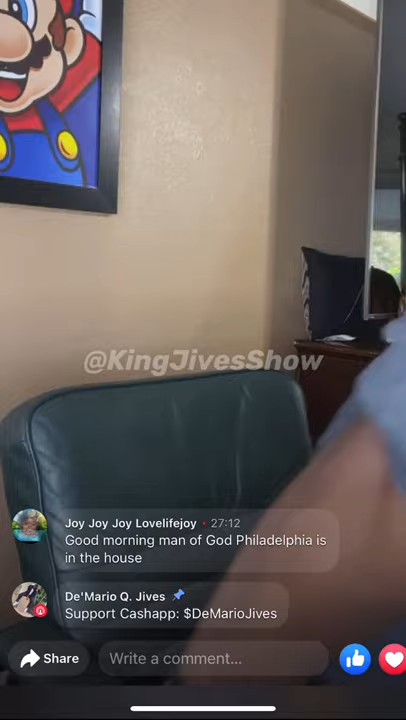 @KingJivesShow
Joy Joy Joy Lovelifejoy • 27:12
Good morning man of God Philadelphia is
in the house
De'Mario Q. Jives
Support Cashapp: $DeMarioJives
Share
Write a comment...